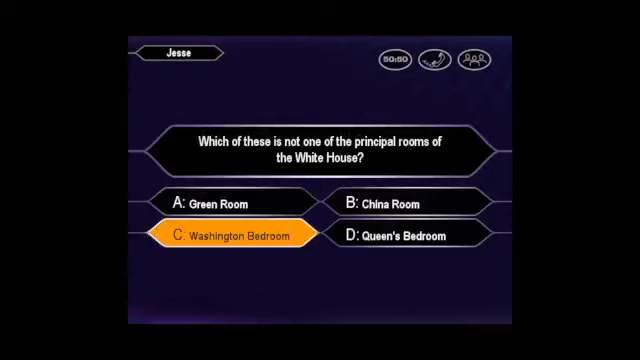 Jesse
50:50
Which of these is not one of the principal rooms of
the White House?
A: Green Room
B: China Room
C: Washington Bedroom
D: Queen's Bedroom